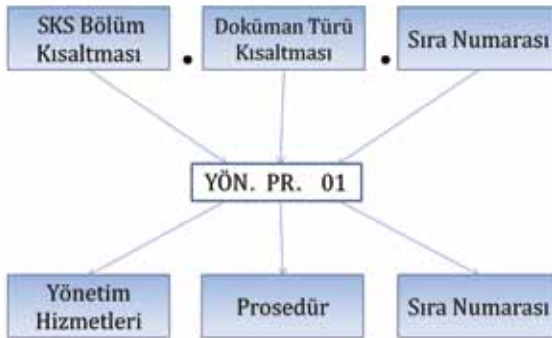 SKS Bölüm
Kısaltması
.
Doküman Türü
Kısaltması
.
Sıra Numarası
YÖN. PR. 01
Yönetim
Hizmetleri
Prosedür
Sıra Numarası